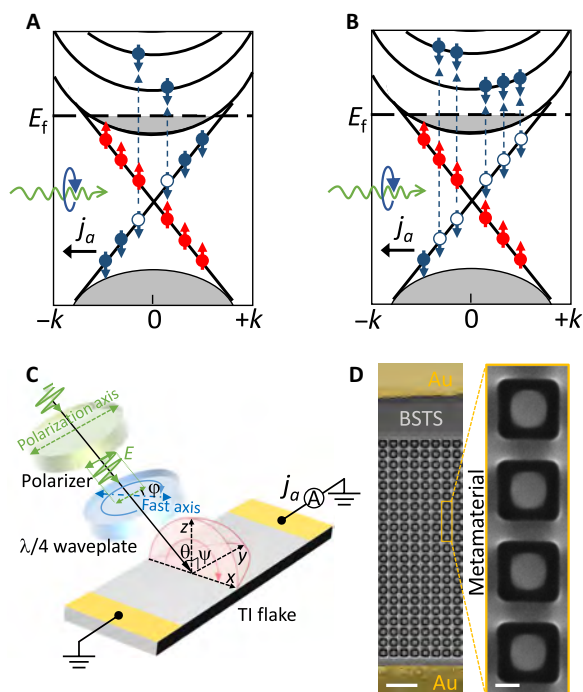 A
E_f
j_a
−k
0
+k
B
E_f
j_a
−k
0
+k
C
Polarization axis
Polarizer
E
φ
Fast axis
λ/4 waveplate
j_a
A
z
θ
ψ
y
x
TI flake
D
Au
BSTS
Metamaterial
Au